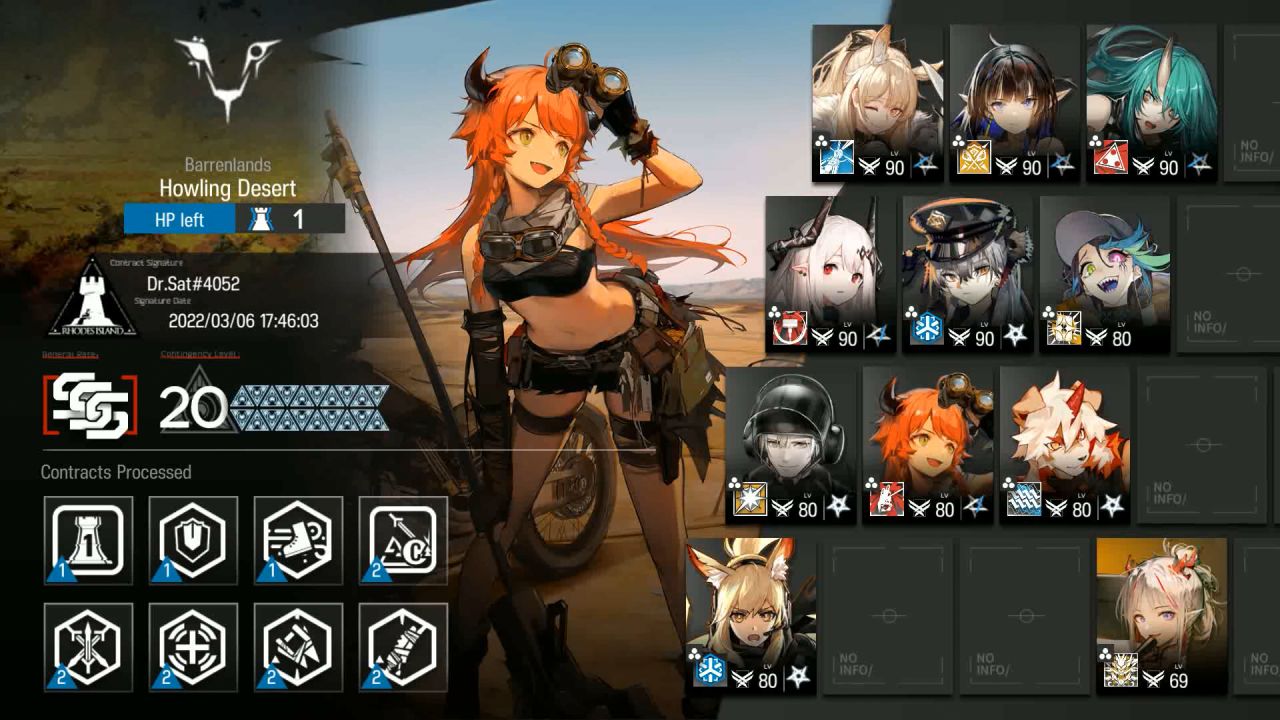 Barrenlands
Howling Desert
HP left 1
Contract Signature
Dr.Sat#4052
Signature Date
2022/03/06 17:46:03
RHODES ISLAND
General Rate:
Contingency Level:
SSS
20
Contracts Processed
1
1
1
1
2
C
2
2
2
2
LV
90
LV
90
LV
90
NO
INFO/
LV
90
LV
90
LV
80
NO
INFO/
LV
80
LV
80
LV
80
NO
INFO/
LV
80
NO
INFO/
NO
INFO/
LV
69
NO
INFO/